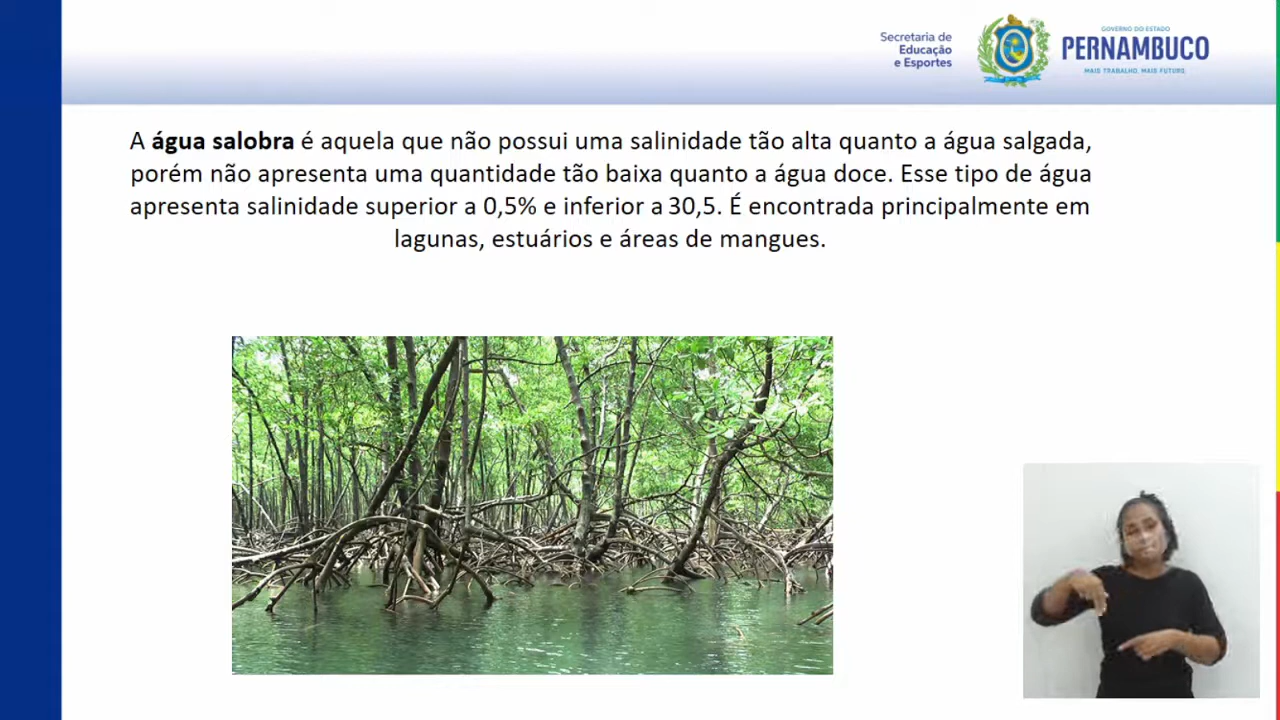 Secretaria de
Educação
e Esportes
GOVERNO DO ESTADO
PERNAMBUCO
MAIS TRABALHO, MAIS FUTURO.
A água salobra é aquela que não possui uma salinidade tão alta quanto a água salgada,
porém não apresenta uma quantidade tão baixa quanto a água doce. Esse tipo de água
apresenta salinidade superior a 0,5% e inferior a 30,5. É encontrada principalmente em
lagunas, estuários e áreas de mangues.